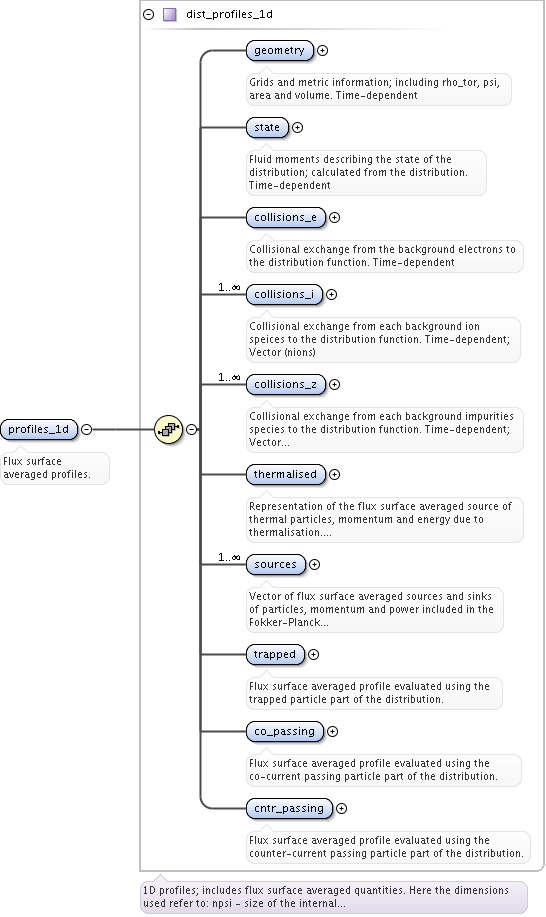 dist_profiles_1d
geometry
Grids and metric information; including rho_tor, psi,
area and volume. Time-dependent
state
Fluid moments describing the state of the
distribution; calculated from the distribution.
Time-dependent
collisions_e
Collisional exchange from the background electrons to
the distribution function. Time-dependent
1..∞
collisions_i
Collisional exchange from each background ion
speices to the distribution function. Time-dependent;
Vector (nions)
1..∞
collisions_z
Collisional exchange from each background impurities
species to the distribution function. Time-dependent;
Vector...
profiles_1d
Flux surface
averaged profiles.
thermalised
Representation of the flux surface averaged source of
thermal particles, momentum and energy due to
thermalisation....
1..∞
sources
Vector of flux surface averaged sources and sinks
of particles, momentum and power included in the
Fokker-Planck...
trapped
Flux surface averaged profile evaluated using the
trapped particle part of the distribution.
co_passing
Flux surface averaged profile evaluated using the
co-current passing particle part of the distribution.
cntr_passing
Flux surface averaged profile evaluated using the
counter-current passing particle part of the distribution.
1D profiles; includes flux surface averaged quantities. Here the dimensions
used refer to: npsi - size of the internal...